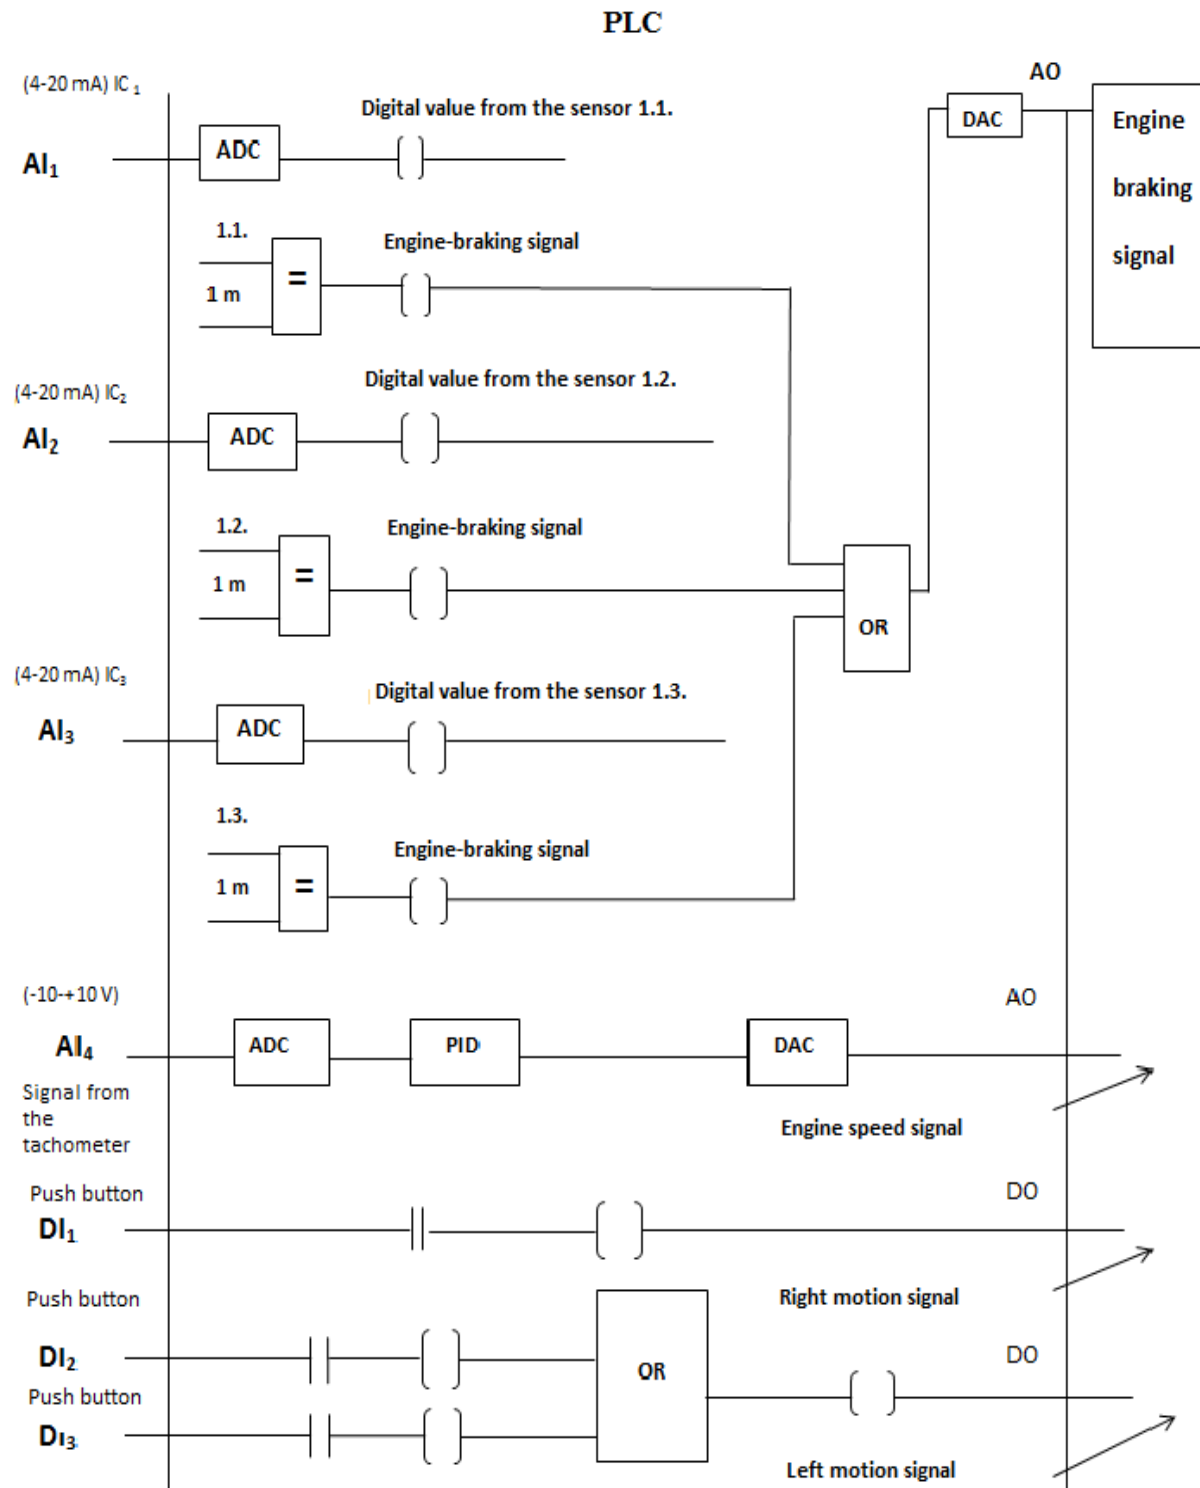 PLC
(4-20 mA) IC 1
AO
Digital value from the sensor 1.1.
Engine
braking
signal
DAC
AI1
ADC
1.1.
Engine-braking signal
1 m
=
(4-20 mA) IC2
Digital value from the sensor 1.2.
AI2
ADC
1.2.
Engine-braking signal
1 m
=
OR
(4-20 mA) IC3
Digital value from the sensor 1.3.
AI3
ADC
1.3.
Engine-braking signal
1 m
=
(-10-+10 V)
AO
AI4
ADC
PID
DAC
Signal from
the
tachometer
Engine speed signal
Push button
DO
DI1
Push button
Right motion signal
DI2
OR
DO
Push button
DI3
Left motion signal